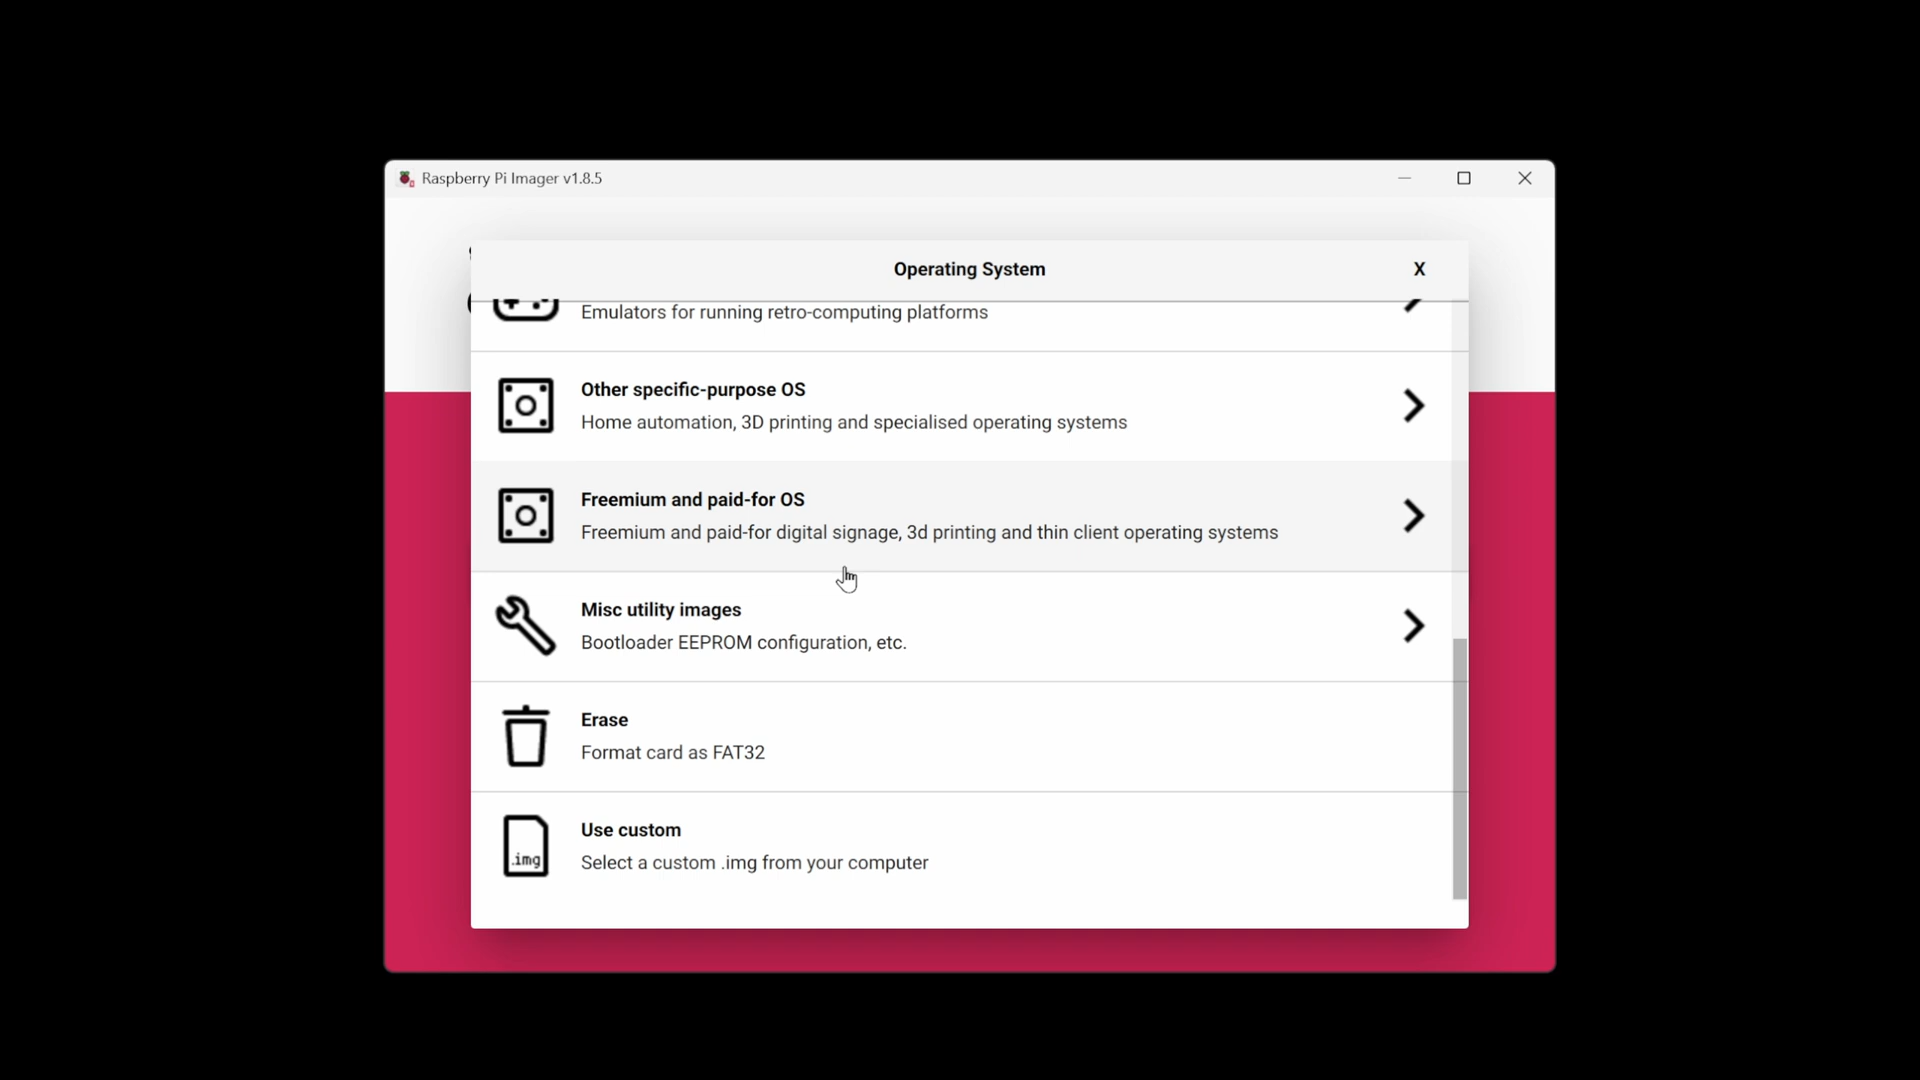 Raspberry Pi Imager v1.8.5
Operating System
X
Emulators for running retro-computing platforms
Other specific-purpose OS
Home automation, 3D printing and specialised operating systems
Freemium and paid-for OS
Freemium and paid-for digital signage, 3d printing and thin client operating systems
Misc utility images
Bootloader EEPROM configuration, etc.
Erase
Format card as FAT32
.img
Use custom
Select a custom .img from your computer